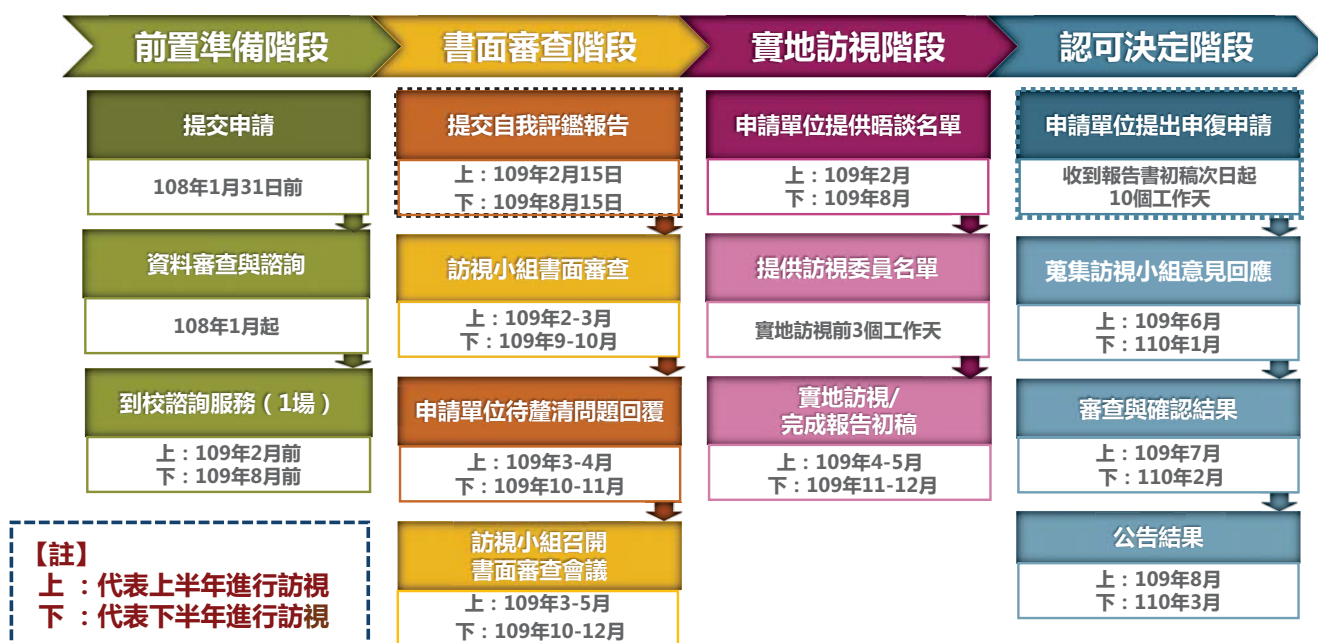 前置準備階段
書面審查階段
實地訪視階段
認可決定階段
提交申請
108年1月31日前
資料審查與諮詢
108年1月起
到校諮詢服務（1場）
上：109年2月前
下：109年8月前
【註】
上 ：代表上半年進行訪視
下 ：代表下半年進行訪視
提交自我評鑑報告
上：109年2月15日
下：109年8月15日
訪視小組書面審查
上：109年2-3月
下：109年9-10月
申請單位待釐清問題回覆
上：109年3-4月
下：109年10-11月
訪視小組召開
書面審查會議
上：109年3-5月
下：109年10-12月
申請單位提供晤談名單
上：109年2月
下：109年8月
提供訪視委員名單
實地訪視前3個工作天
實地訪視/
完成報告初稿
上：109年4-5月
下：109年11-12月
申請單位提出申復申請
收到報告書初稿次日起
10個工作天
蒐集訪視小組意見回應
上：109年6月
下：110年1月
審查與確認結果
上：109年7月
下：110年2月
公告結果
上：109年8月
下：110年3月